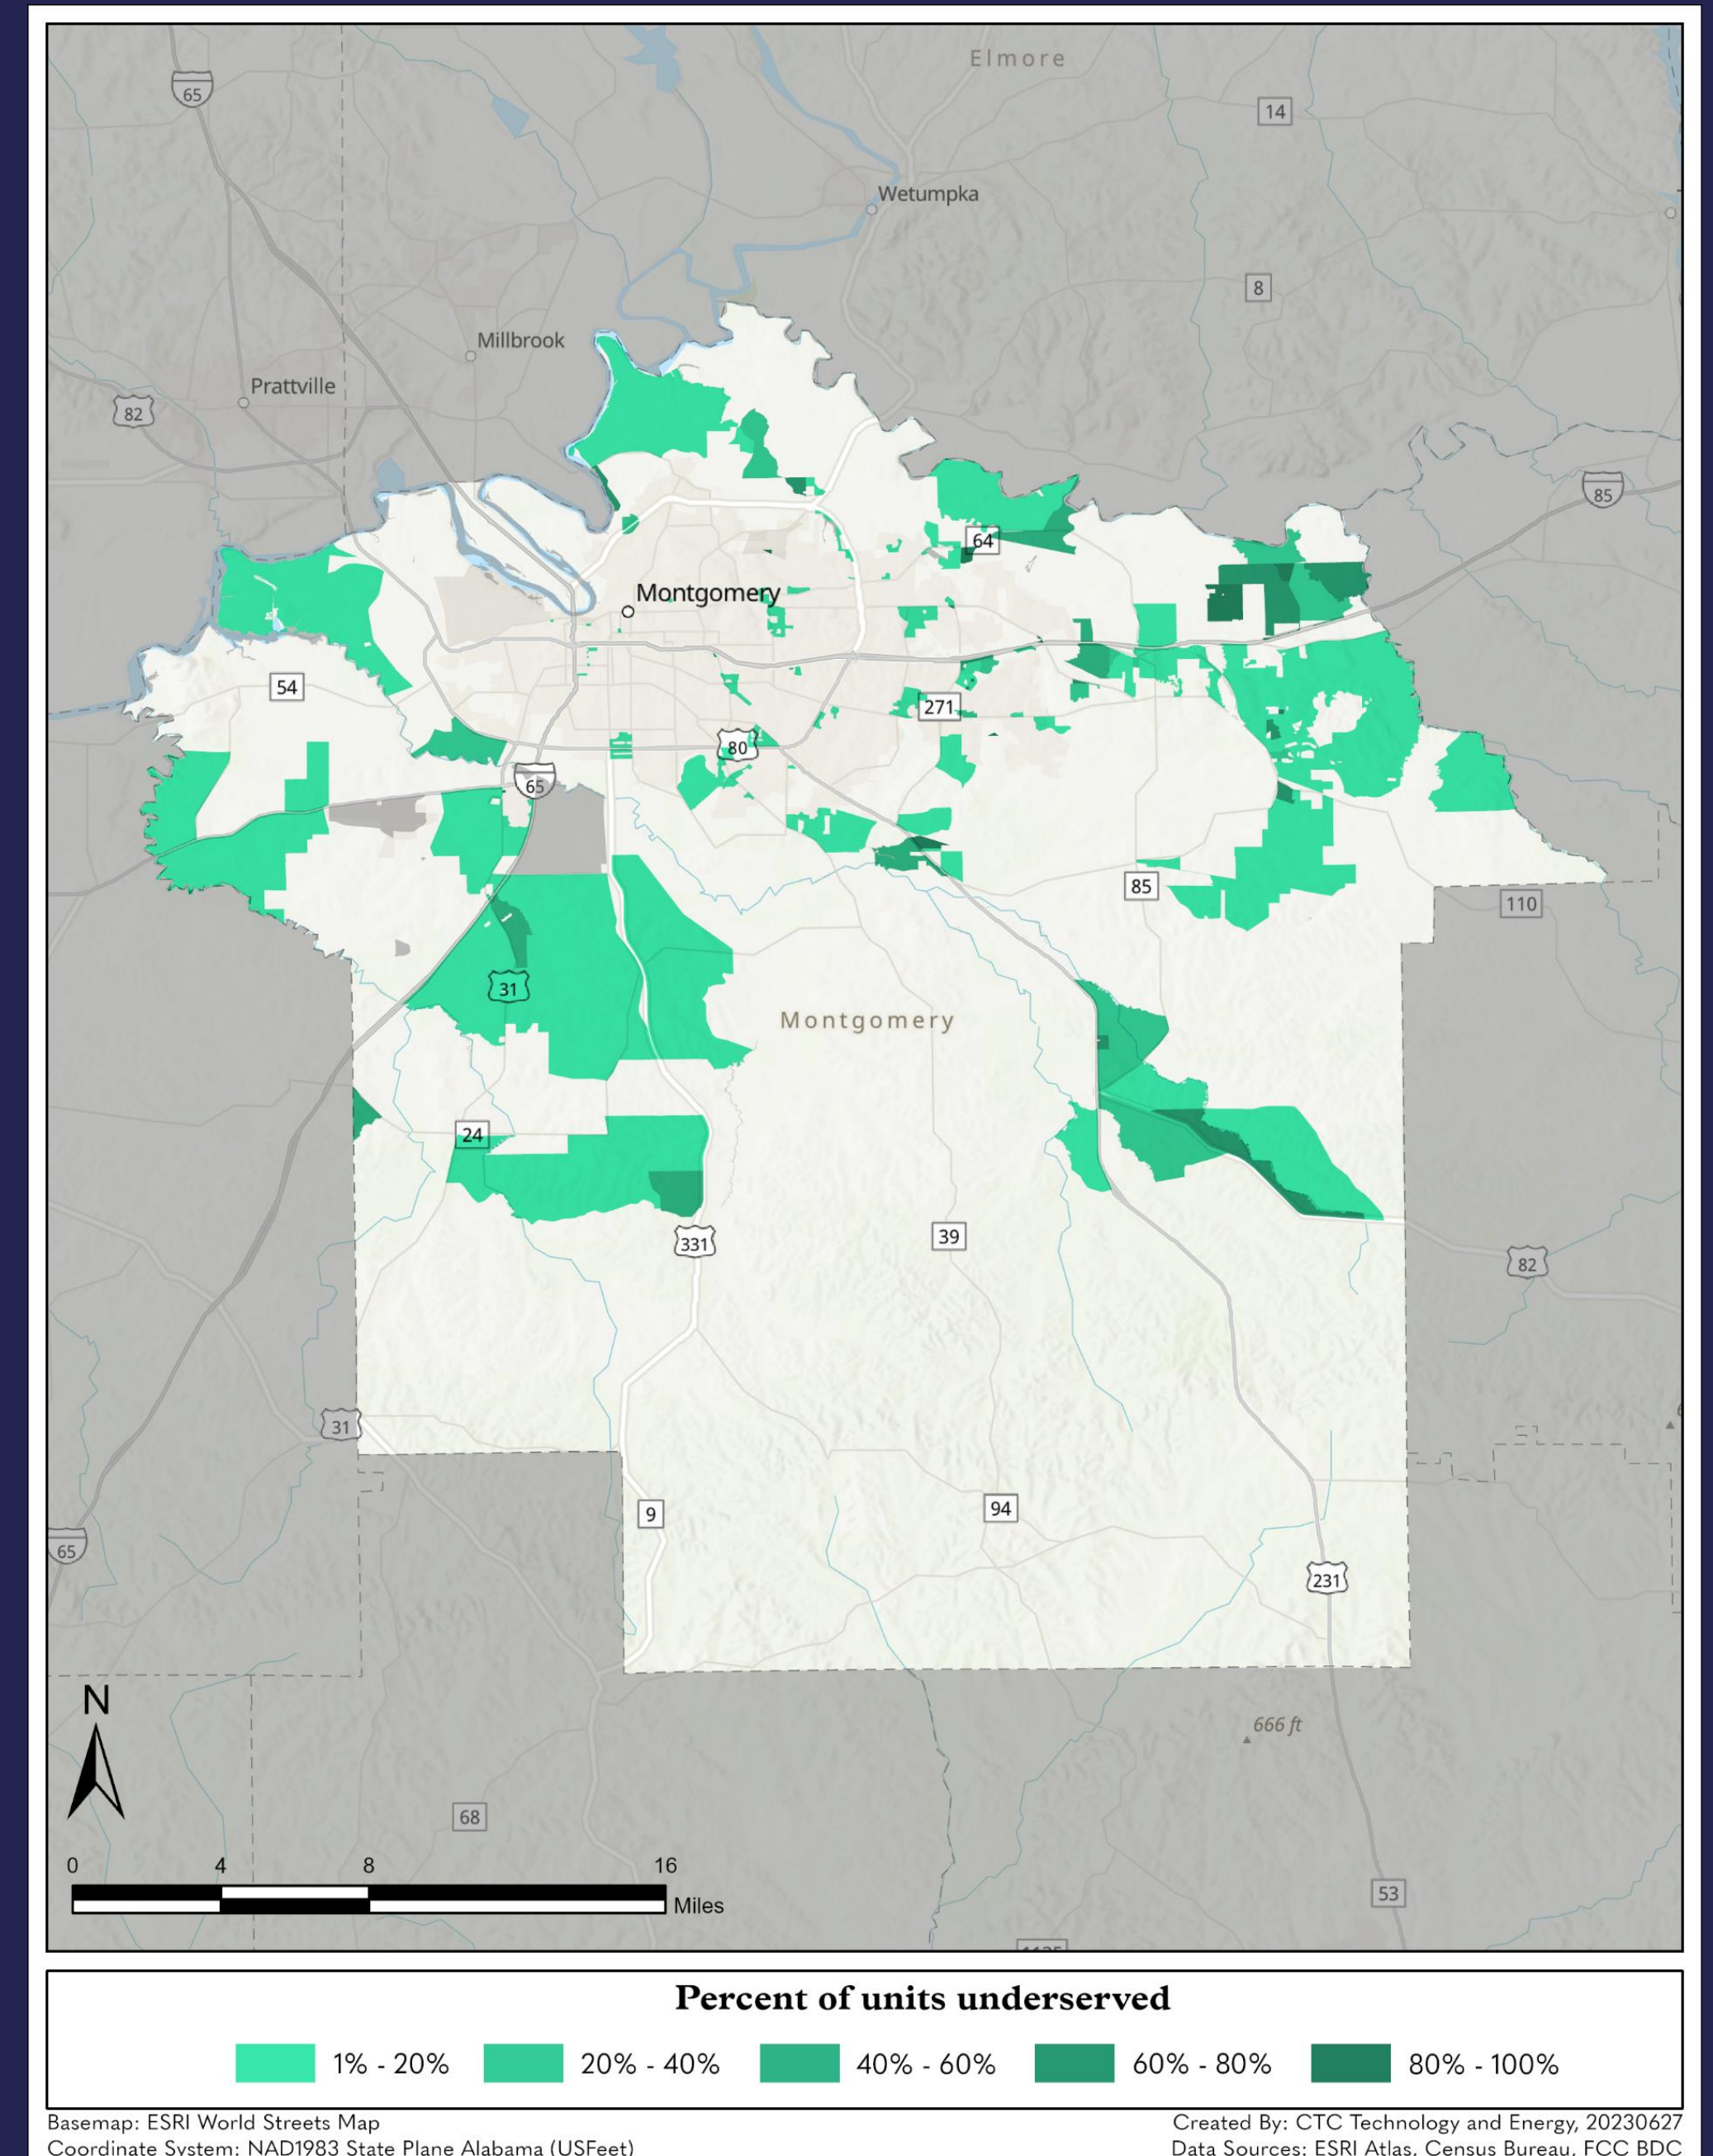 Elmore
65
14
Wetumpka
8
Millbrook
Prattville
82
85
64
Montgomery
54
271
80
65
85
110
31
Montgomery
24
39
331
82
31
9
94
231
N
65
666 ft
68
0 4 8 16
Miles
53
Percent of units underserved
1% - 20% 20% - 40% 40% - 60% 60% - 80% 80% - 100%
Basemap: ESRI World Streets Map
Created By: CTC Technology and Energy, 20230627
Coordinate System: NAD1983 State Plane Alabama (USFeet)
Data Sources: ESRI Atlas, Census Bureau, FCC BDC